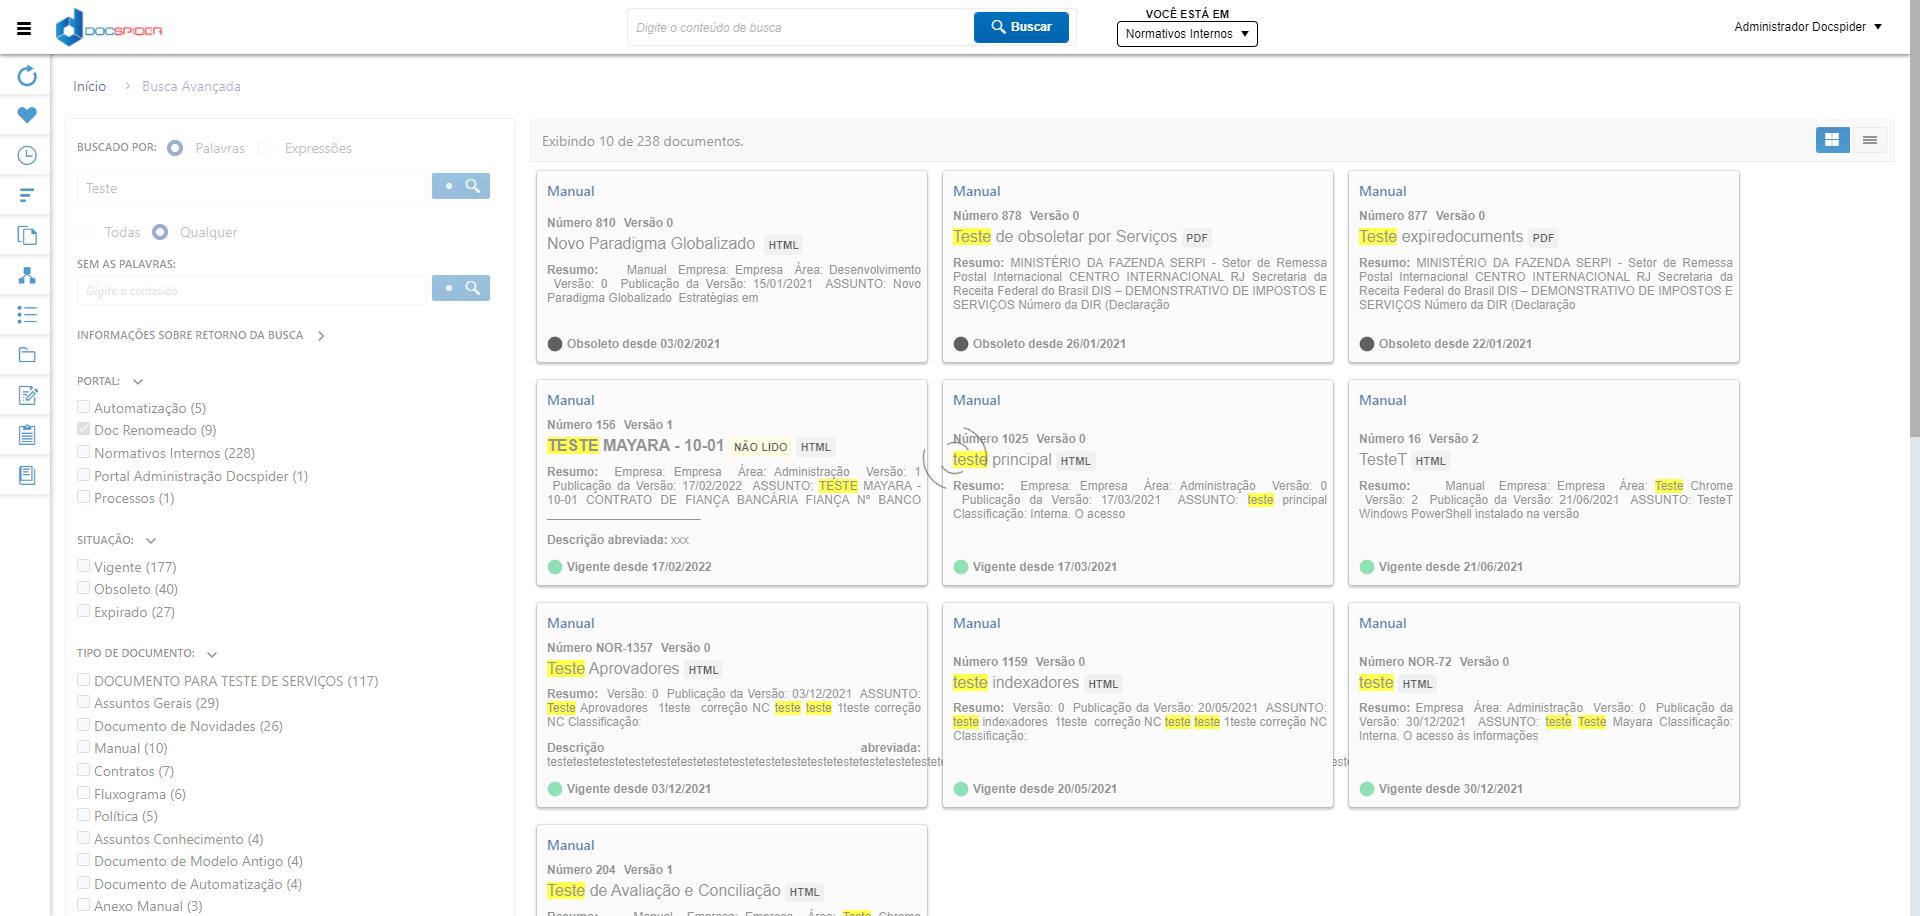 DOCSPIDER
Digite o conteúdo de busca
Buscar
VOCÊ ESTÁ EM
Normativos Internos
Administrador Docspider
Início
Busca Avançada
BUSCADO POR:
Palavras
Expressões
Teste
Todas
Qualquer
SEM AS PALAVRAS:
Digite o conteúdo
INFORMAÇÕES SOBRE RETORNO DA BUSCA
PORTAL:
Automatização (5)
Doc Renomeado (9)
Normativos Internos (228)
Portal Administração Docspider (1)
Processos (1)
SITUAÇÃO:
Vigente (177)
Obsoleto (40)
Expirado (27)
TIPO DE DOCUMENTO:
DOCUMENTO PARA TESTE DE SERVIÇOS (117)
Assuntos Gerais (29)
Documento de Novidades (26)
Manual (10)
Contratos (7)
Fluxograma (6)
Política (5)
Assuntos Conhecimento (4)
Documento de Modelo Antigo (4)
Documento de Automatização (4)
Anexo Manual (3)
Exibindo 10 de 238 documentos.
Manual
Número 810 Versão 0
Novo Paradigma Globalizado HTML
Resumo: Manual Empresa: Empresa Área: Desenvolvimento
Versão: 0 Publicação da Versão: 15/01/2021 ASSUNTO: Novo
Paradigma Globalizado Estratégias em
Obsoleto desde 03/02/2021
Manual
Número 878 Versão 0
Teste de obsoletar por Serviços PDF
Resumo: MINISTÉRIO DA FAZENDA SERPI - Setor de Remessa
Postal Internacional CENTRO INTERNACIONAL RJ Secretaria da
Receita Federal do Brasil DIS – DEMONSTRATIVO DE IMPOSTOS E
SERVIÇOS Número da DIR (Declaração
Obsoleto desde 26/01/2021
Manual
Número 877 Versão 0
Teste expiredocuments PDF
Resumo: MINISTÉRIO DA FAZENDA SERPI - Setor de Remessa
Postal Internacional CENTRO INTERNACIONAL RJ Secretaria da
Receita Federal do Brasil DIS – DEMONSTRATIVO DE IMPOSTOS E
SERVIÇOS Número da DIR (Declaração
Obsoleto desde 22/01/2021
Manual
Número 156 Versão 1
TESTE MAYARA - 10-01 NÃO LIDO HTML
Resumo: Empresa: Empresa Área: Administração Versão: 1
Publicação da Versão: 17/02/2022 ASSUNTO: TESTE MAYARA -
10-01 CONTRATO DE FIANÇA BANCÁRIA FIANÇA Nº BANCO
_______________________
Descrição abreviada: xxx
Vigente desde 17/02/2022
Manual
Número 1025 Versão 0
teste principal HTML
Resumo: Empresa: Empresa Área: Administração Versão: 0
Publicação da Versão: 17/03/2021 ASSUNTO: teste principal
Classificação: Interna. O acesso
Vigente desde 17/03/2021
Manual
Número 16 Versão 2
TesteT HTML
Resumo: Manual Empresa: Empresa Área: Teste Chrome
Versão: 2 Publicação da Versão: 21/06/2021 ASSUNTO: TesteT
Windows PowerShell instalado na versão
Vigente desde 21/06/2021
Manual
Número NOR-1357 Versão 0
Teste Aprovadores HTML
Resumo: Versão: 0 Publicação da Versão: 03/12/2021 ASSUNTO:
Teste Aprovadores 1teste correção NC teste teste 1teste correção
NC Classificação:
Descrição abreviada:
Vigente desde 03/12/2021
Manual
Número 1159 Versão 0
teste indexadores HTML
Resumo: Versão: 0 Publicação da Versão: 20/05/2021 ASSUNTO:
teste indexadores 1teste correção NC teste teste 1teste correção NC
Classificação:
Vigente desde 20/05/2021
Manual
Número NOR-72 Versão 0
teste HTML
Resumo: Empresa Área: Administração Versão: 0 Publicação da
Versão: 30/12/2021 ASSUNTO: teste Teste Mayara Classificação:
Interna. O acesso às informações
Vigente desde 30/12/2021
Manual
Número 204 Versão 1
Teste de Avaliação e Conciliação HTML
Resumo: Manual Empresa: Empresa Área: Teste Chrome